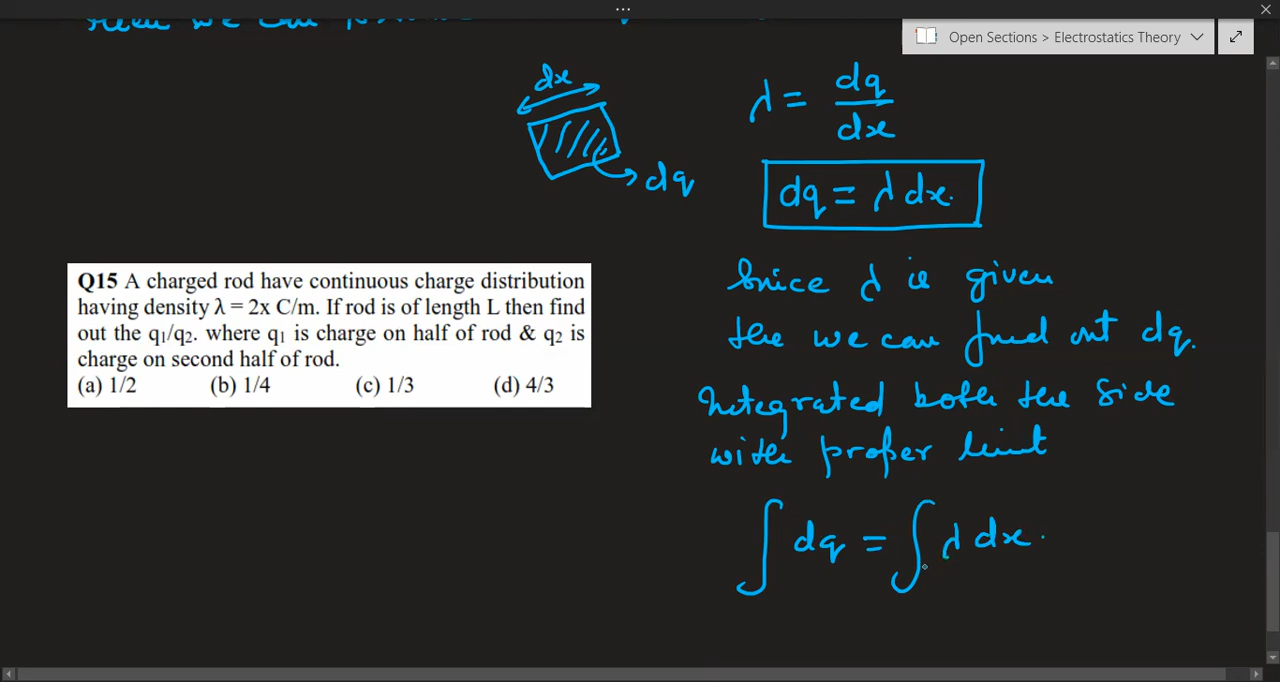 Open Sections > Electrostatics Theory
dx
dq
λ = dq/dx
dq = λ dx.
Q15 A charged rod have continuous charge distribution
having density λ = 2x C/m. If rod is of length L then find
out the q₁/q₂. where q₁ is charge on half of rod & q₂ is
charge on second half of rod.
(a) 1/2 (b) 1/4 (c) 1/3 (d) 4/3
Snice λ is given
the we can find out dq.
Integrated both the side
with proper limit
∫ dq = ∫ λ dx.